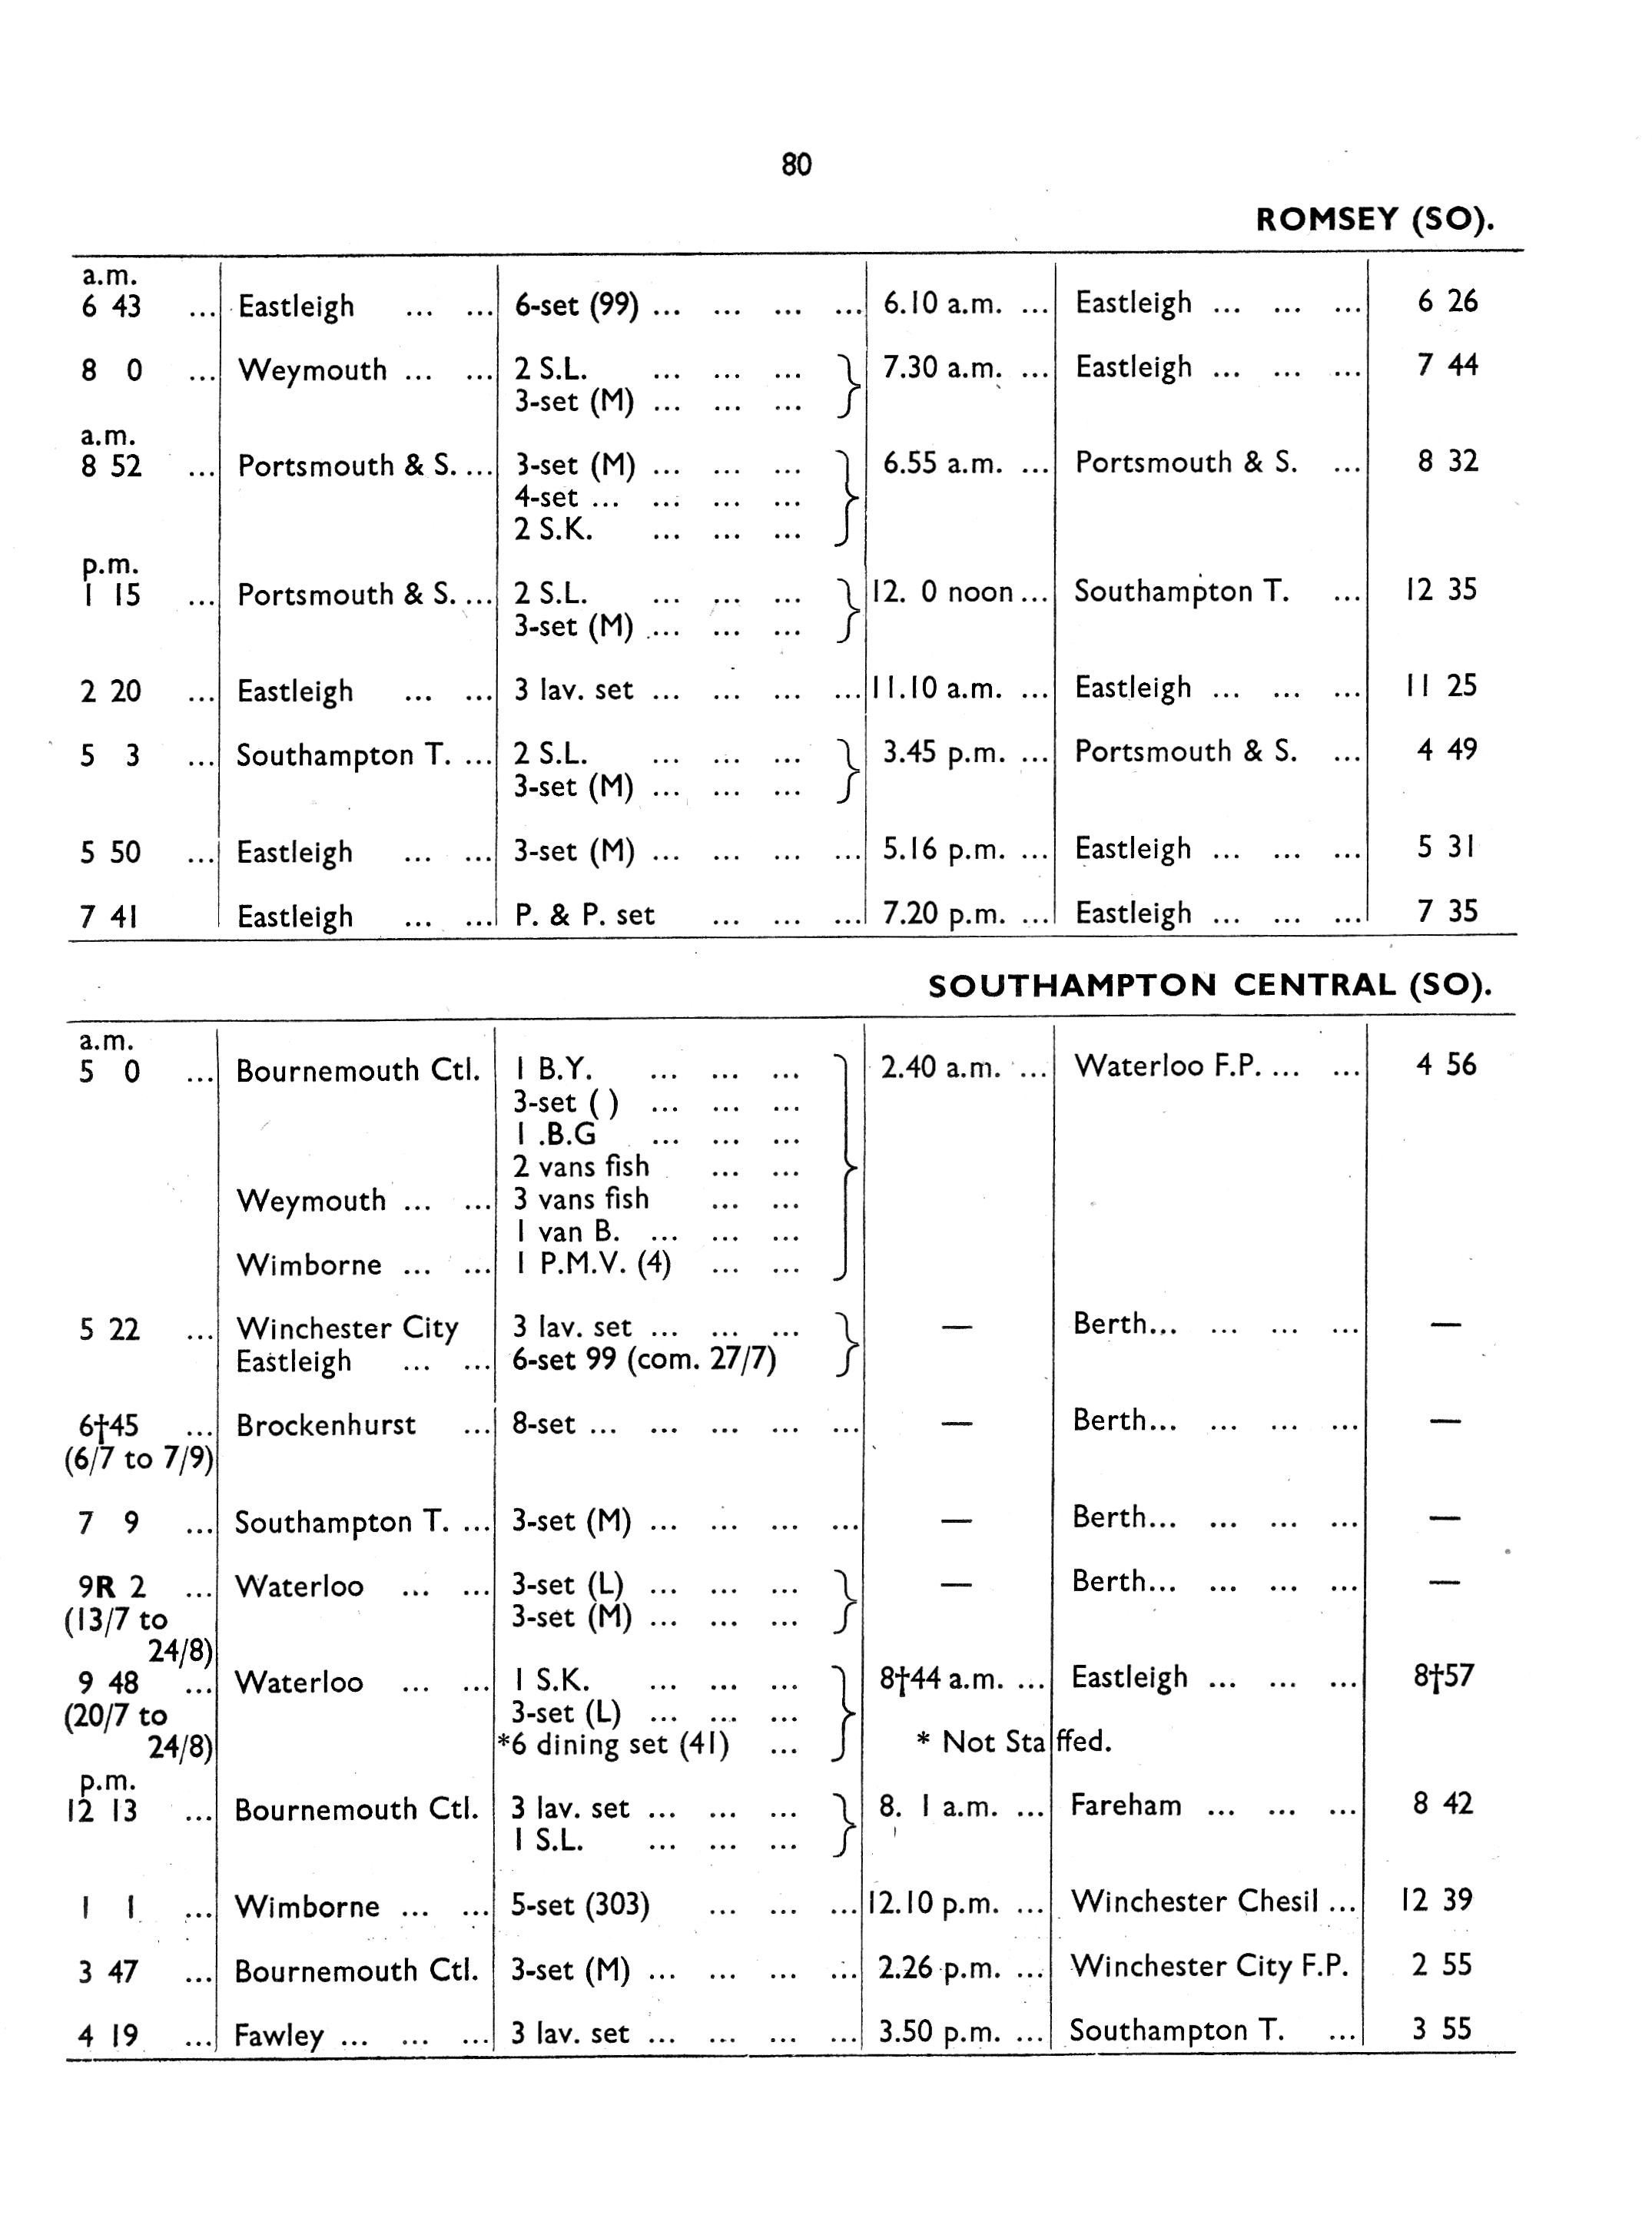 80
ROMSEY (SO).
a.m.
6 43 ... Eastleigh ... ... 6-set (99) ... ... ... ... 6.10 a.m. ... Eastleigh ... ... ... 6 26
8 0 ... Weymouth ... ... 2 S.L. ... ... ... 7.30 a.m. ... Eastleigh ... ... ... 7 44
3-set (M) ... ... ...
a.m.
8 52 ... Portsmouth & S. ... 3-set (M) ... ... ... 6.55 a.m. ... Portsmouth & S. ... 8 32
4-set ... ... ... ...
2 S.K. ... ... ...
p.m.
1 15 ... Portsmouth & S. ... 2 S.L. ... ... ... 12. 0 noon ... Southampton T. ... 12 35
3-set (M) ... ... ...
2 20 ... Eastleigh ... ... 3 lav. set ... ... ... ... 11.10 a.m. ... Eastleigh ... ... ... 11 25
5 3 ... Southampton T. ... 2 S.L. ... ... ... 3.45 p.m. ... Portsmouth & S. ... 4 49
3-set (M) ... ... ...
5 50 ... Eastleigh ... ... 3-set (M) ... ... ... ... 5.16 p.m. ... Eastleigh ... ... ... 5 31
7 41 Eastleigh ... ... P. & P. set ... ... ... 7.20 p.m. ... Eastleigh ... ... ... 7 35
SOUTHAMPTON CENTRAL (SO).
a.m.
5 0 ... Bournemouth Ctl. 1 B.Y. ... ... ... 2.40 a.m. ... Waterloo F.P. ... ... 4 56
3-set ( ) ... ... ...
1 .B.G ... ... ...
2 vans fish ... ...
Weymouth ... ... 3 vans fish ... ...
1 van B. ... ... ...
Wimborne ... ... 1 P.M.V. (4) ... ...
5 22 ... Winchester City 3 lav. set ... ... ... — Berth... ... ... ... —
Eastleigh ... ... 6-set 99 (com. 27/7)
6†45 ... Brockenhurst ... 8-set ... ... ... ... ... — Berth... ... ... ... —
(6/7 to 7/9)
7 9 ... Southampton T. ... 3-set (M) ... ... ... ... — Berth... ... ... ... —
9R 2 ... Waterloo ... ... 3-set (L) ... ... ... — Berth... ... ... ... —
(13/7 to 3-set (M) ... ... ...
24/8)
9 48 ... Waterloo ... ... 1 S.K. ... ... ... 8†44 a.m. ... Eastleigh ... ... ... 8†57
(20/7 to 3-set (L) ... ... ...
24/8) *6 dining set (41) ... * Not Staffed.
p.m.
12 13 ... Bournemouth Ctl. 3 lav. set ... ... ... 8. 1 a.m. ... Fareham ... ... ... 8 42
1 S.L. ... ... ...
1 1 ... Wimborne ... ... 5-set (303) ... ... ... 12.10 p.m. ... Winchester Chesil ... 12 39
3 47 ... Bournemouth Ctl. 3-set (M) ... ... ... ... 2.26 p.m. ... Winchester City F.P. 2 55
4 19 ... Fawley ... ... ... 3 lav. set ... ... ... ... 3.50 p.m. ... Southampton T. ... 3 55